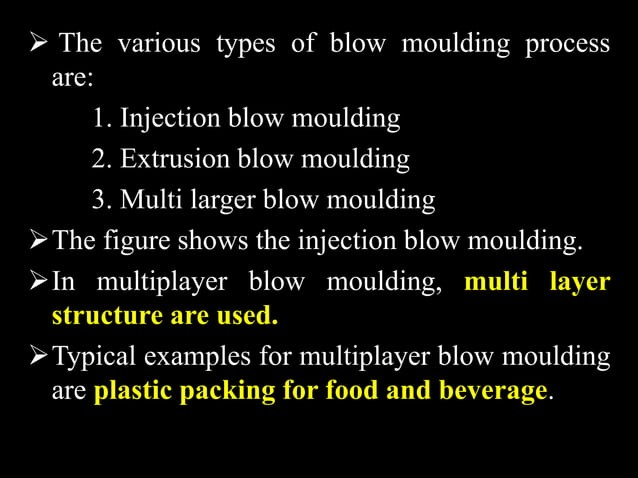 ➢ The various types of blow moulding process
are:
1. Injection blow moulding
2. Extrusion blow moulding
3. Multi larger blow moulding
➢The figure shows the injection blow moulding.
➢In multiplayer blow moulding, multi layer
structure are used.
➢Typical examples for multiplayer blow moulding
are plastic packing for food and beverage.